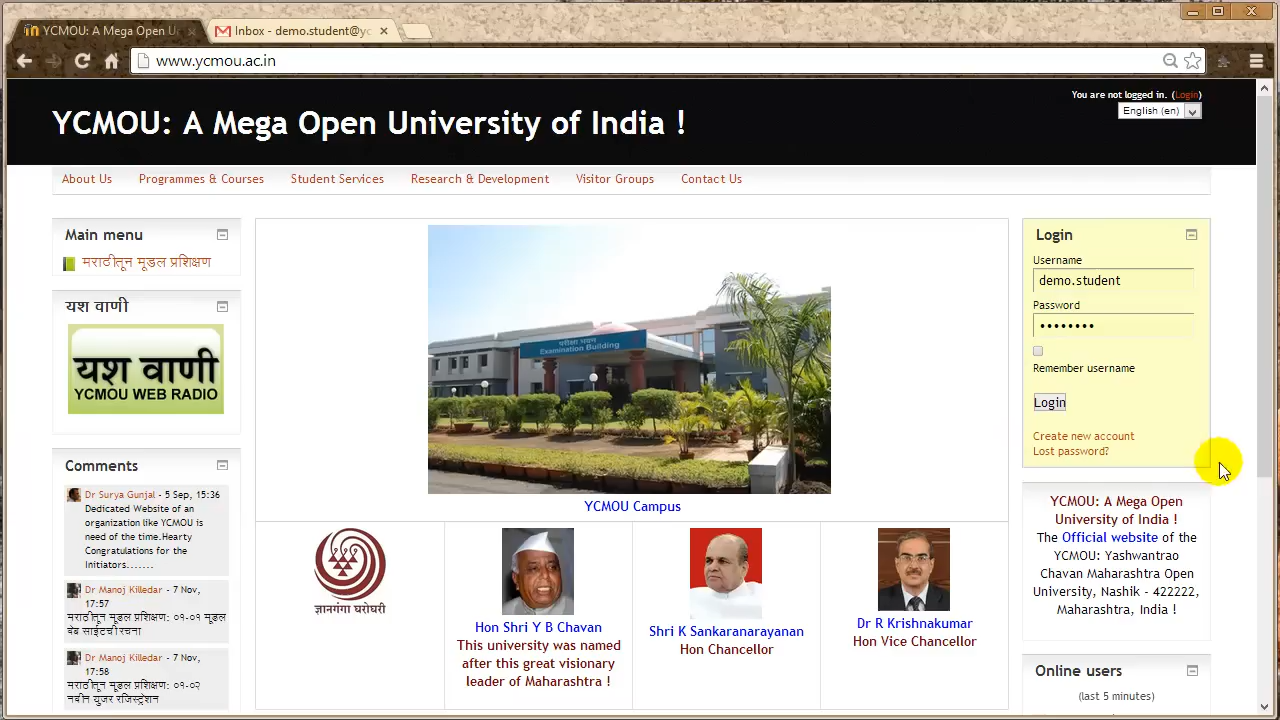 YCMOU: A Mega Open Un
Inbox - demo.student@yc
www.ycmou.ac.in
You are not logged in. (Login)
English (en)
YCMOU: A Mega Open University of India !
About Us
Programmes & Courses
Student Services
Research & Development
Visitor Groups
Contact Us
Main menu
मराठीतून मूडल प्रशिक्षण
यश वाणी
यश वाणी
YCMOU WEB RADIO
Comments
Dr Surya Gunjal - 5 Sep, 15:36
Dedicated Website of an
organization like YCMOU is
need of the time.Hearty
Congratulations for the
Initiators.......
Dr Manoj Killedar - 7 Nov,
17:57
मराठीतून मूडल प्रशिक्षण: ०१-०१ मूडल
वेब साईटची रचना
Dr Manoj Killedar - 7 Nov,
17:58
मराठीतून मूडल प्रशिक्षण: ०१-०२
नवीन युजर रजिस्ट्रेशन
परीक्षा भवन
Examination Building
YCMOU Campus
ज्ञानगंगा घरोघरी
Hon Shri Y B Chavan
This university was named
after this great visionary
leader of Maharashtra !
Shri K Sankaranarayanan
Hon Chancellor
Dr R Krishnakumar
Hon Vice Chancellor
Login
Username
demo.student
Password
••••••••
Remember username
Login
Create new account
Lost password?
YCMOU: A Mega Open
University of India !
The Official website of the
YCMOU: Yashwantrao
Chavan Maharashtra Open
University, Nashik - 422222,
Maharashtra, India !
Online users
(last 5 minutes)